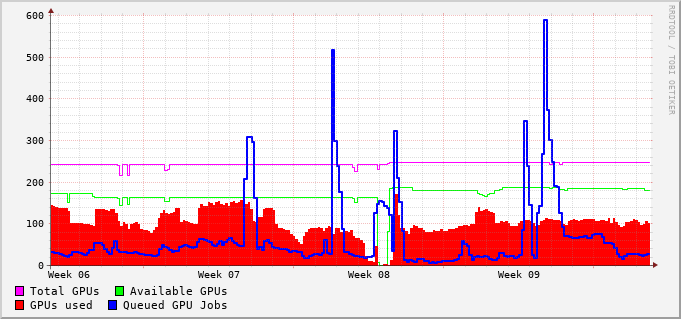 600
500
400
300
200
100
0
Week 06 Week 07 Week 08 Week 09
Total GPUs Available GPUs
GPUs used Queued GPU Jobs
RRDTOOL / TOBI OETIKER